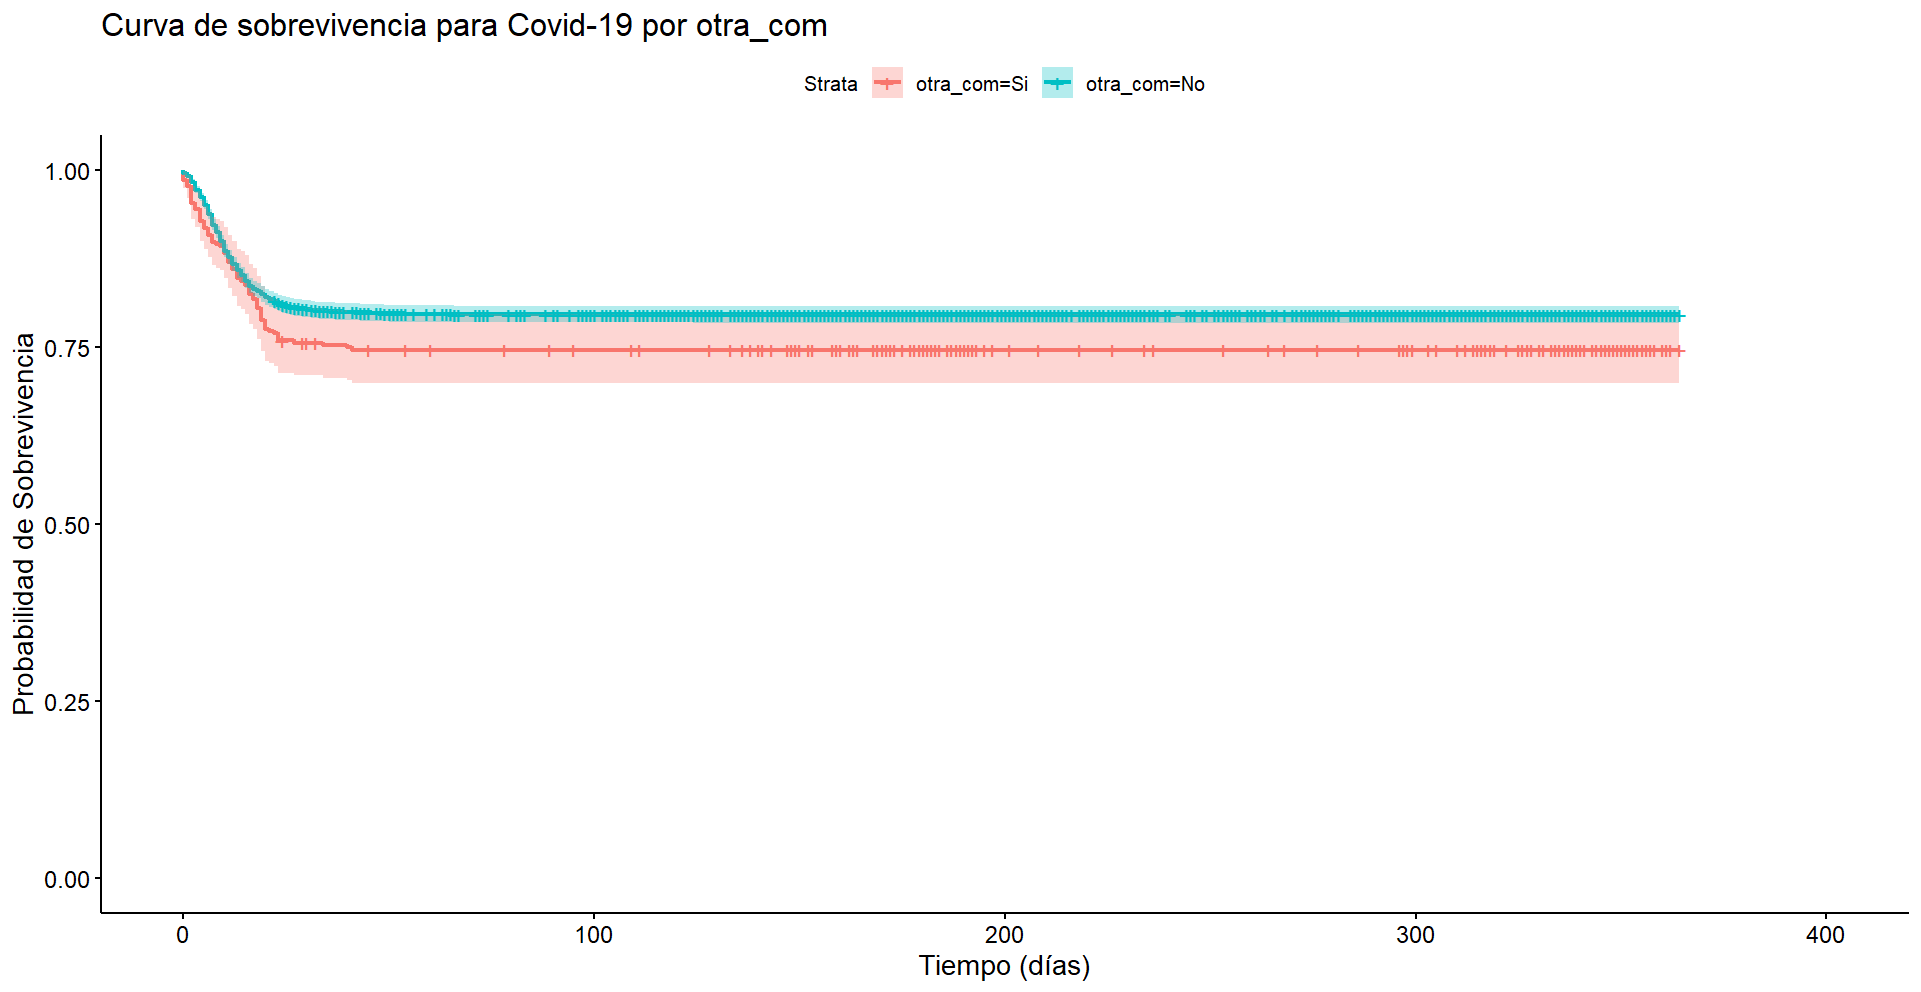 Curva de sobrevivencia para Covid-19 por otra_com
Strata otra_com=Si otra_com=No
Probabilidad de Sobrevivencia
1.00
0.75
0.50
0.25
0.00
0 100 200 300 400
Tiempo (días)